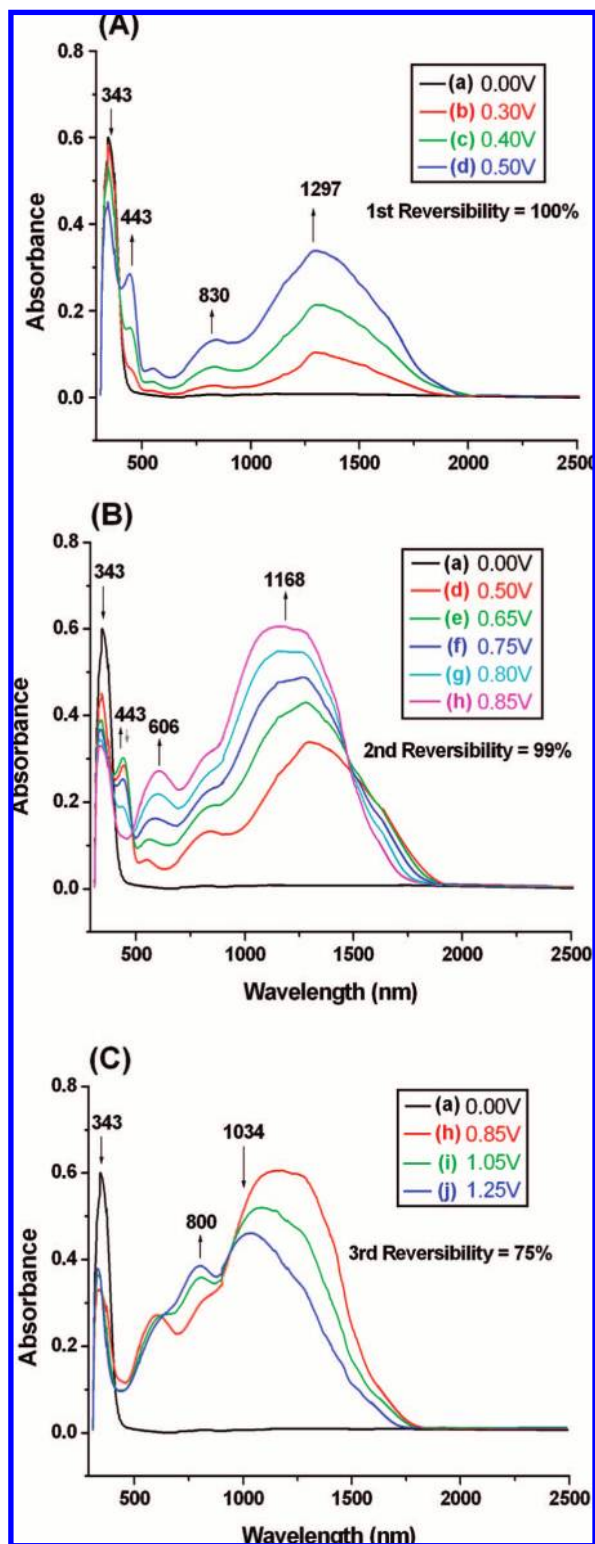 (A)
0.8
343
(a) 0.00V
(b) 0.30V
0.6
(c) 0.40V
(d) 0.50V
1297
1st Reversibility = 100%
443
0.4
830
0.2
0.0
Absorbance
500 1000 1500 2000 2500
(B)
0.8
343
(a) 0.00V
(d) 0.50V
1168
(e) 0.65V
(f) 0.75V
0.6
(g) 0.80V
(h) 0.85V
443
606
0.4
2nd Reversibility = 99%
0.2
0.0
Absorbance
500 1000 1500 2000 2500
Wavelength (nm)
(C)
0.8
343
(a) 0.00V
(h) 0.85V
1034
(i) 1.05V
(j) 1.25V
0.6
800
0.4
3rd Reversibility = 75%
0.2
0.0
Absorbance
500 1000 1500 2000 2500
Wavelength (nm)